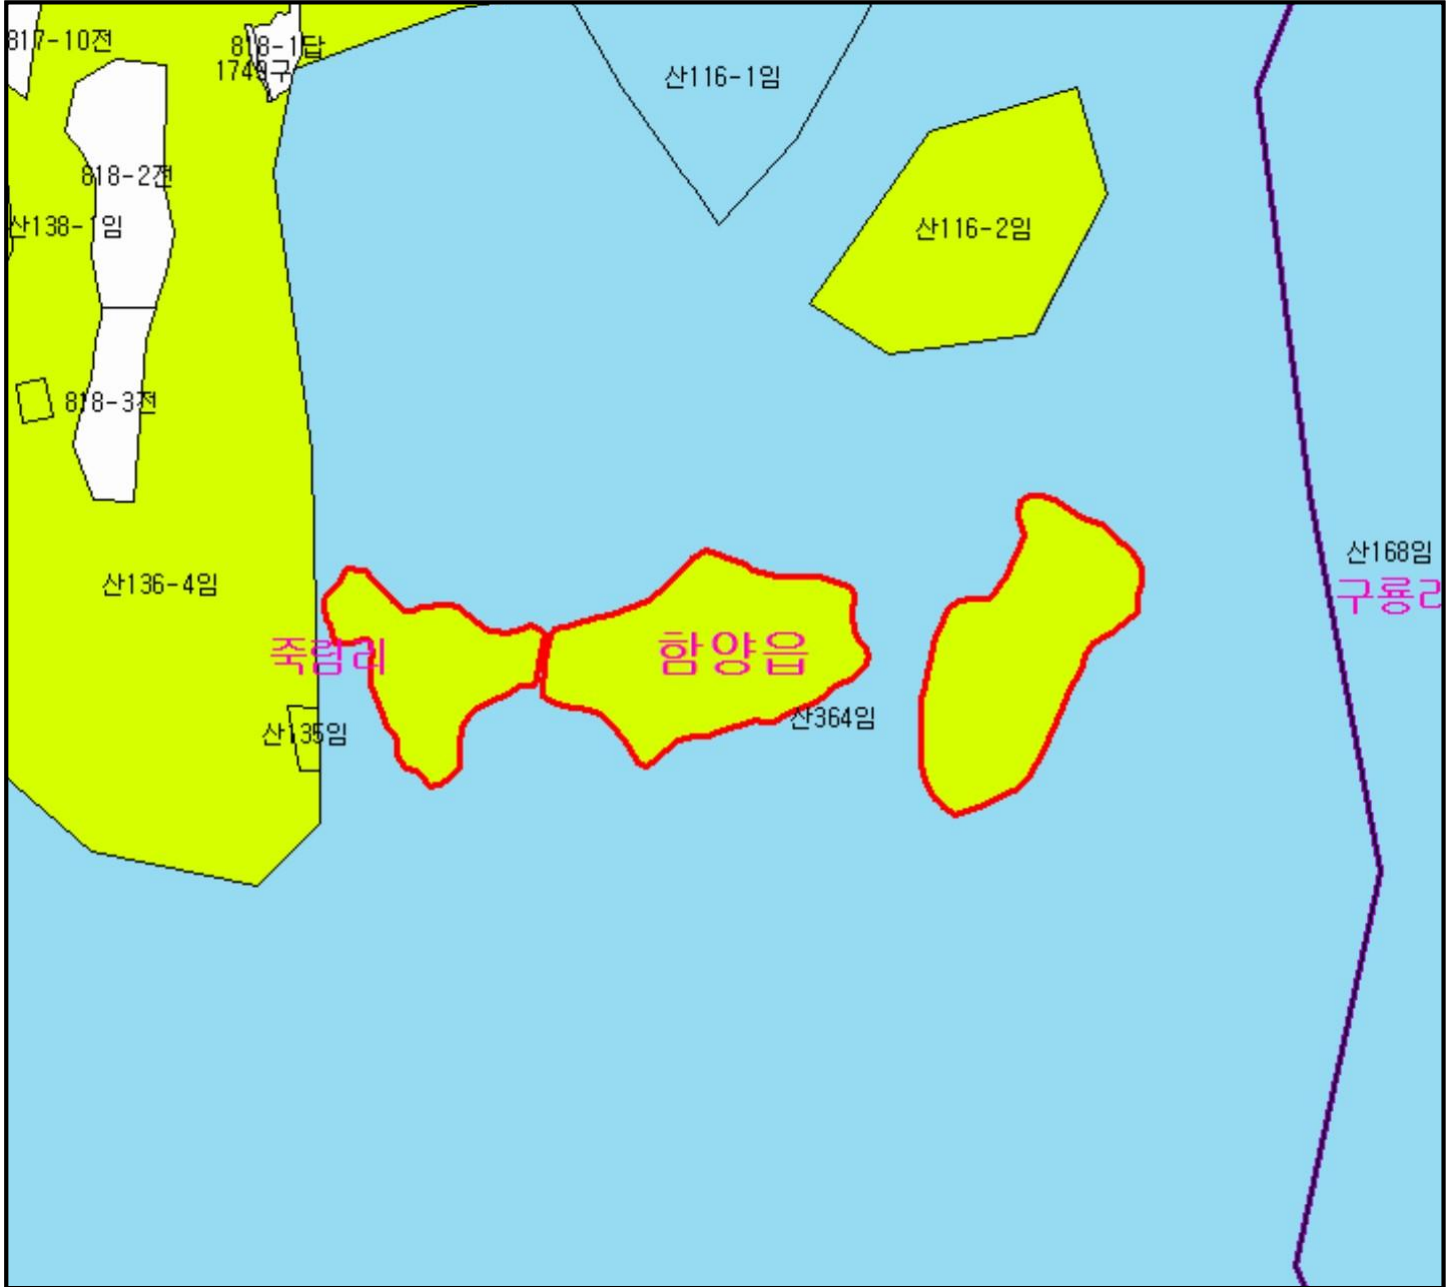 817-10전
818-1답
1749구
산116-1임
818-2전
산138-1임
산116-2임
818-3전
산168임
구룡리
산136-4임
죽림리
함양읍
산364임
산135임